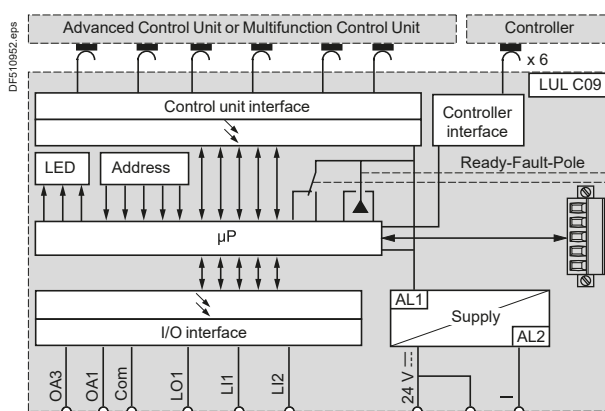 DF510952.eps
Advanced Control Unit or Multifunction Control Unit
Controller
x 6
LUL C09
Control unit interface
Controller
interface
LED
Address
Ready-Fault-Pole
µP
AL1
Supply
AL2
I/O interface
OA3
OA1
Com
LO1
LI1
LI2
24 V
I